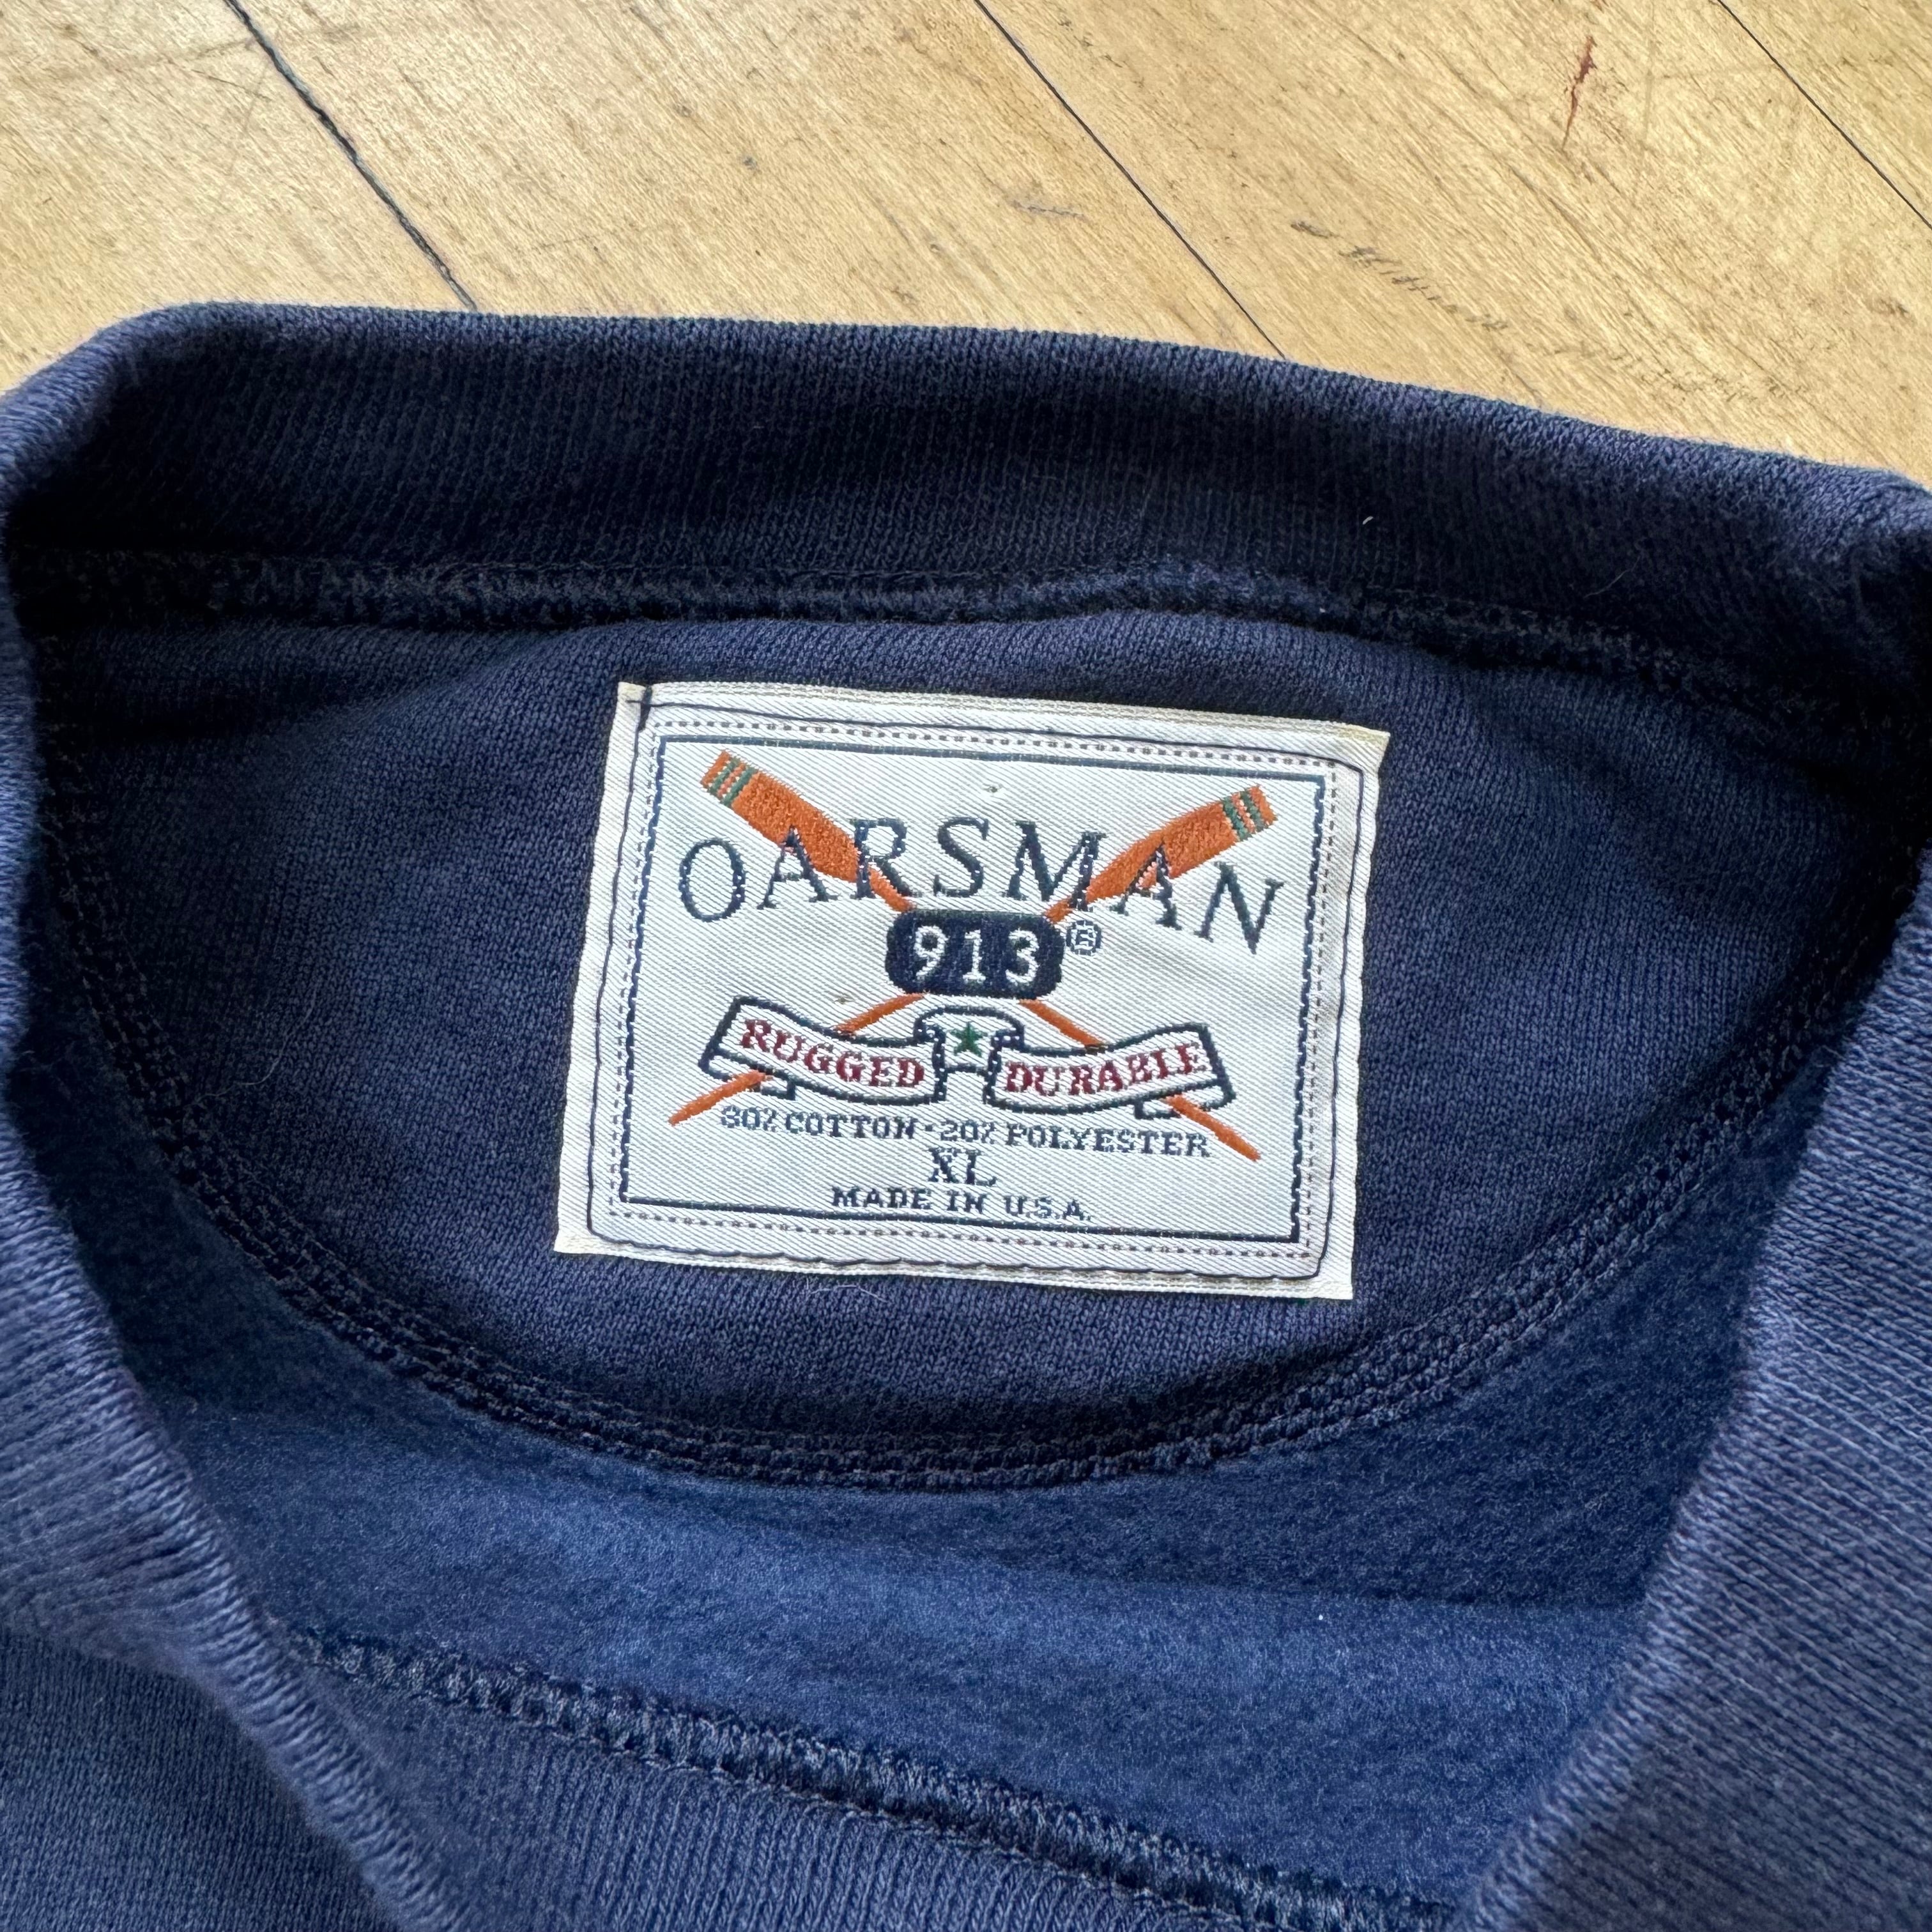 OARSMAN
913®
RUGGED DURABLE
80% COTTON · 20% POLYESTER
XL
MADE IN U.S.A.